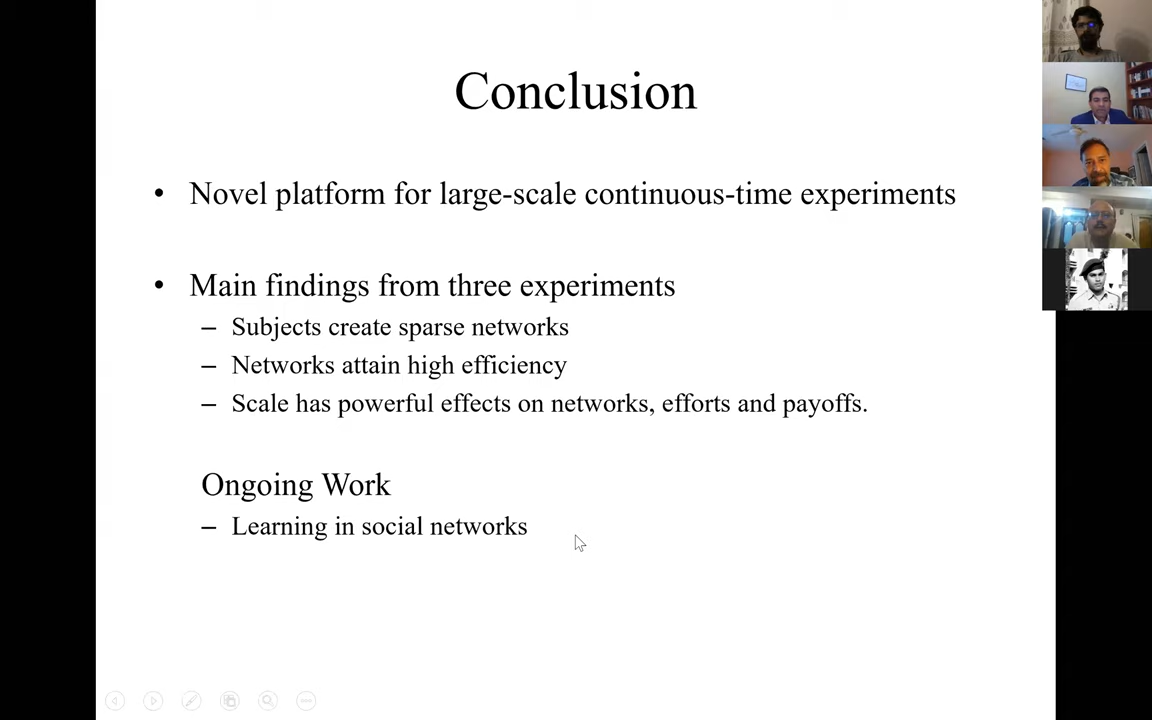 Conclusion
• Novel platform for large-scale continuous-time experiments
• Main findings from three experiments
– Subjects create sparse networks
– Networks attain high efficiency
– Scale has powerful effects on networks, efforts and payoffs.
Ongoing Work
– Learning in social networks